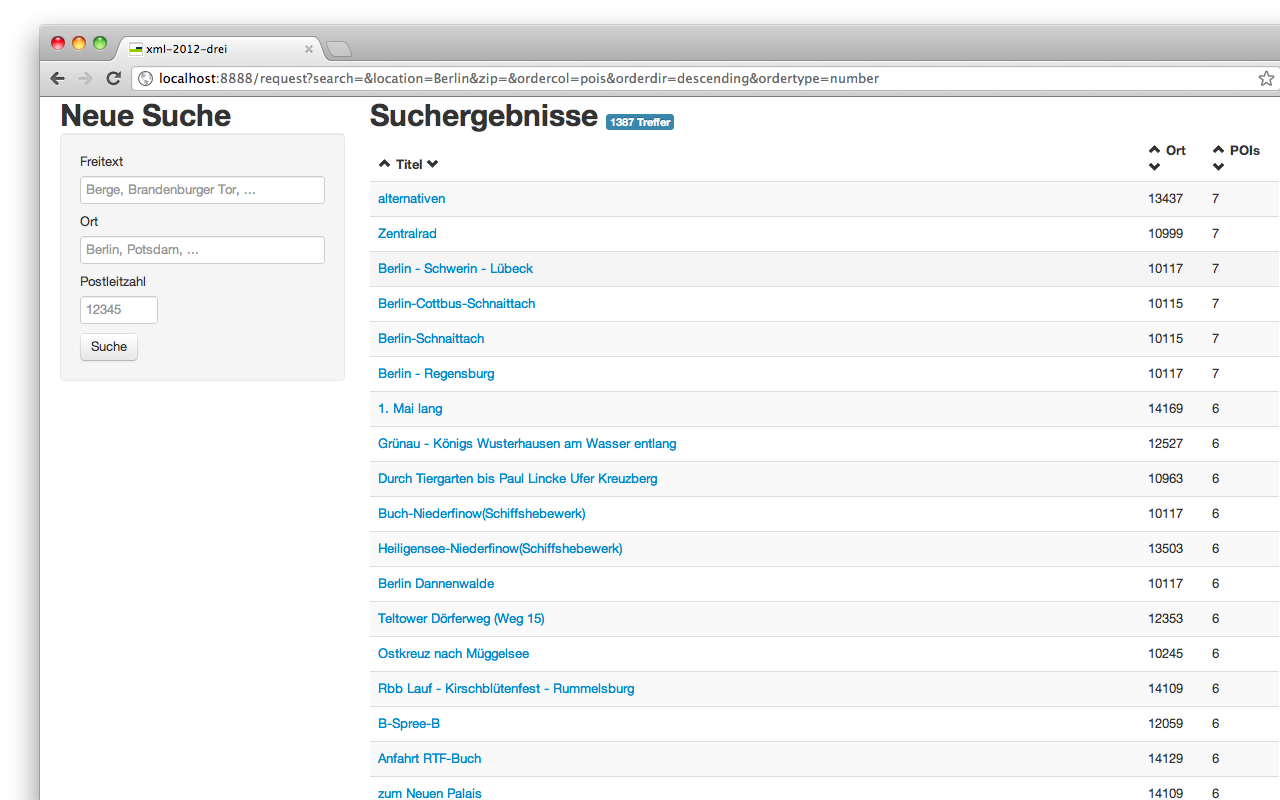 xml-2012-drei
localhost:8888/request?search=&location=Berlin&zip=&ordercol=pois&orderdir=descending&ordertype=number
Neue Suche
Freitext
Berge, Brandenburger Tor, ...
Ort
Berlin, Potsdam, ...
Postleitzahl
12345
Suche
Suchergebnisse 1387 Treffer
Titel Ort POIs
alternativen 13437 7
Zentralrad 10999 7
Berlin - Schwerin - Lübeck 10117 7
Berlin-Cottbus-Schnaittach 10115 7
Berlin-Schnaittach 10115 7
Berlin - Regensburg 10117 7
1. Mai lang 14169 6
Grünau - Königs Wusterhausen am Wasser entlang 12527 6
Durch Tiergarten bis Paul Lincke Ufer Kreuzberg 10963 6
Buch-Niederfinow(Schiffshebewerk) 10117 6
Heiligensee-Niederfinow(Schiffshebewerk) 13503 6
Berlin Dannenwalde 10117 6
Teltower Dörferweg (Weg 15) 12353 6
Ostkreuz nach Müggelsee 10245 6
Rbb Lauf - Kirschblütenfest - Rummelsburg 14109 6
B-Spree-B 12059 6
Anfahrt RTF-Buch 14129 6
zum Neuen Palais 14109 6